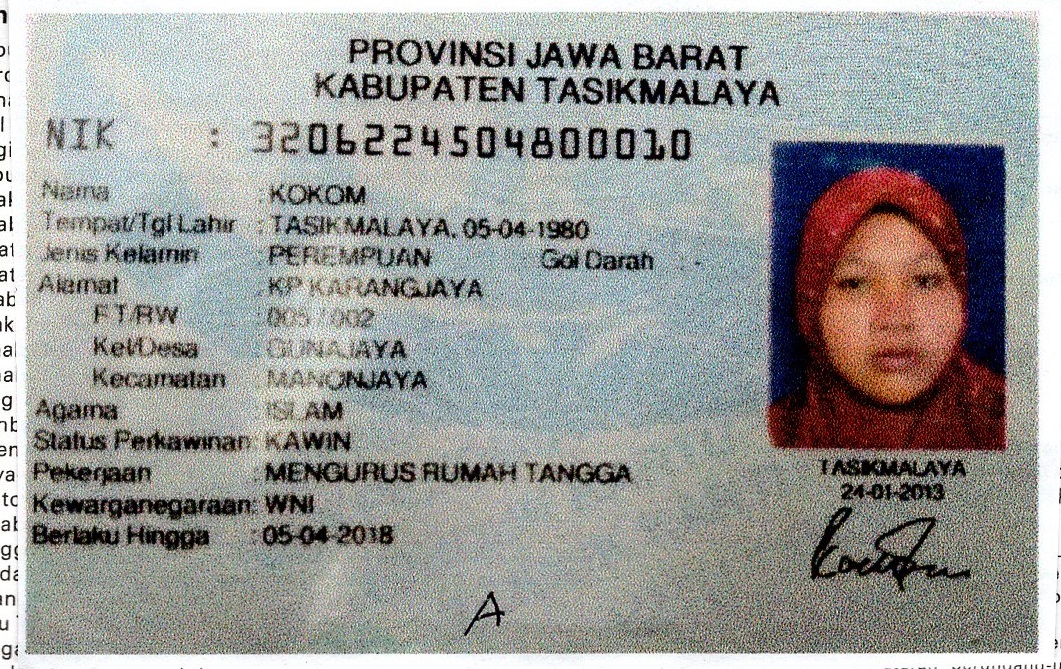 PROVINSI JAWA BARAT
KABUPATEN TASIKMALAYA
NIK : 3206224504800010
Nama : KOKOM
Tempat/Tgl Lahir : TASIKMALAYA, 05-04-1980
Jenis Kelamin : PEREMPUAN Gol Darah -
Alamat : KP KARANGJAYA
RT/RW : 005 / 002
Kel/Desa : GUNAJAYA
Kecamatan : MANONJAYA
Agama : ISLAM
Status Perkawinan: KAWIN
Pekerjaan : MENGURUS RUMAH TANGGA
Kewarganegaraan: WNI
Berlaku Hingga : 05-04-2018
TASIKMALAYA
24-01-2013
A